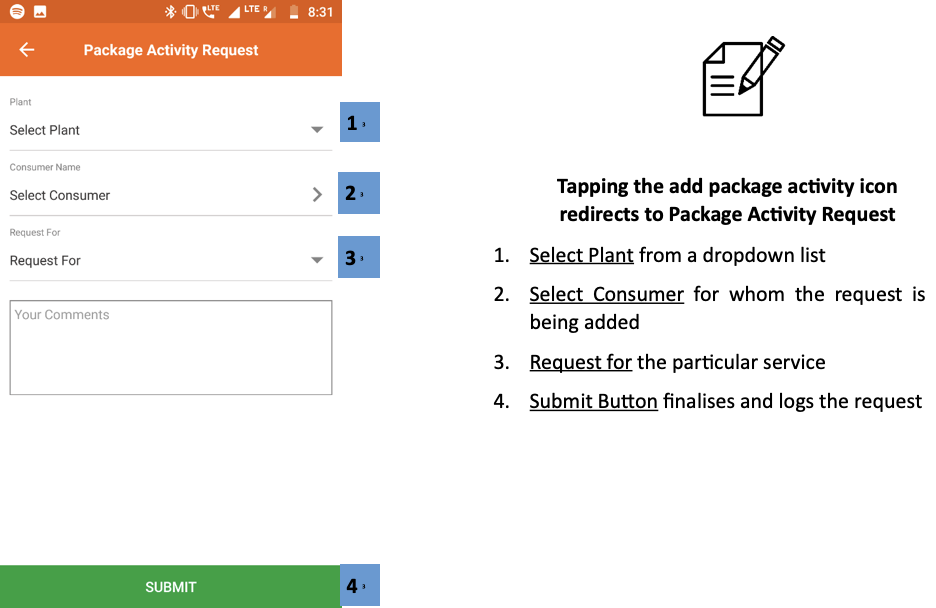 LTE LTE R 8:31
Package Activity Request
Plant
Select Plant
1
Consumer Name
Select Consumer
2
Request For
Request For
3
Your Comments
SUBMIT
4
Tapping the add package activity icon
redirects to Package Activity Request
1. Select Plant from a dropdown list
2. Select Consumer for whom the request is
being added
3. Request for the particular service
4. Submit Button finalises and logs the request